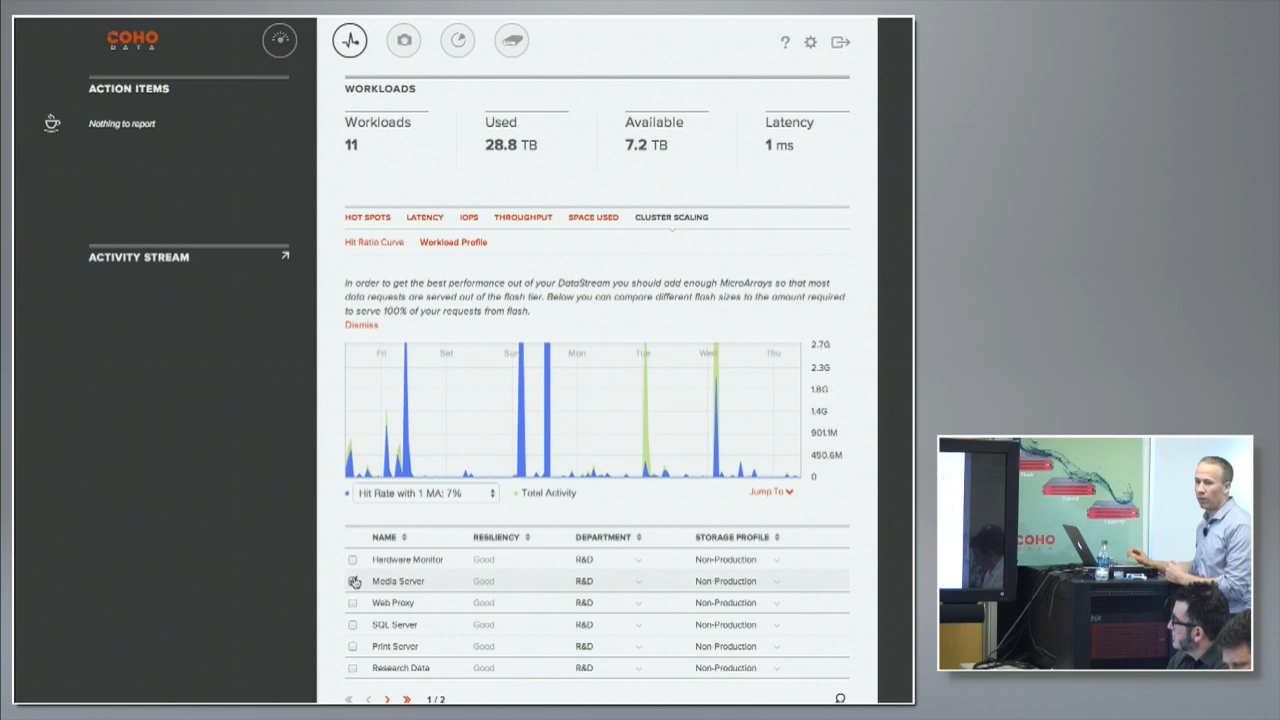 COHO
DATA
ACTION ITEMS
Nothing to report
ACTIVITY STREAM
?
WORKLOADS
Workloads
11
Used
28.8 TB
Available
7.2 TB
Latency
1 ms
HOT SPOTS LATENCY IOPS THROUGHPUT SPACE USED CLUSTER SCALING
Hit Ratio Curve Workload Profile
In order to get the best performance out of your DataStream you should add enough MicroArrays so that most
data requests are served out of the flash tier. Below you can compare different flash sizes to the amount required
to serve 100% of your requests from flash.
Dismiss
Fri Sat Sun Mon Tue Wed Thu
2.7G
2.3G
1.8G
1.4G
901.1M
450.6M
0
Hit Rate with 1 MA: 7% Total Activity Jump To
NAME RESILIENCY DEPARTMENT STORAGE PROFILE
Hardware Monitor Good R&D Non-Production
Media Server Good R&D Non-Production
Web Proxy Good R&D Non-Production
SQL Server Good R&D Non-Production
Print Server Good R&D Non-Production
Research Data Good R&D Non-Production
1 / 2
Flash
Hybrid
Capacity
COHO